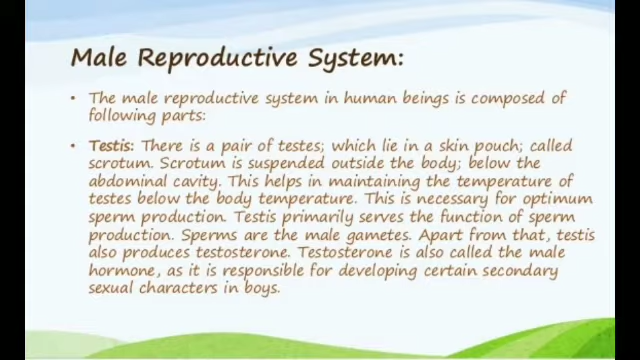 Male Reproductive System:
• The male reproductive system in human beings is composed of
following parts:
• Testis: There is a pair of testes; which lie in a skin pouch; called
scrotum. Scrotum is suspended outside the body; below the
abdominal cavity. This helps in maintaining the temperature of
testes below the body temperature. This is necessary for optimum
sperm production. Testis primarily serves the function of sperm
production. Sperms are the male gametes. Apart from that, testis
also produces testosterone. Testosterone is also called the male
hormone, as it is responsible for developing certain secondary
sexual characters in boys.